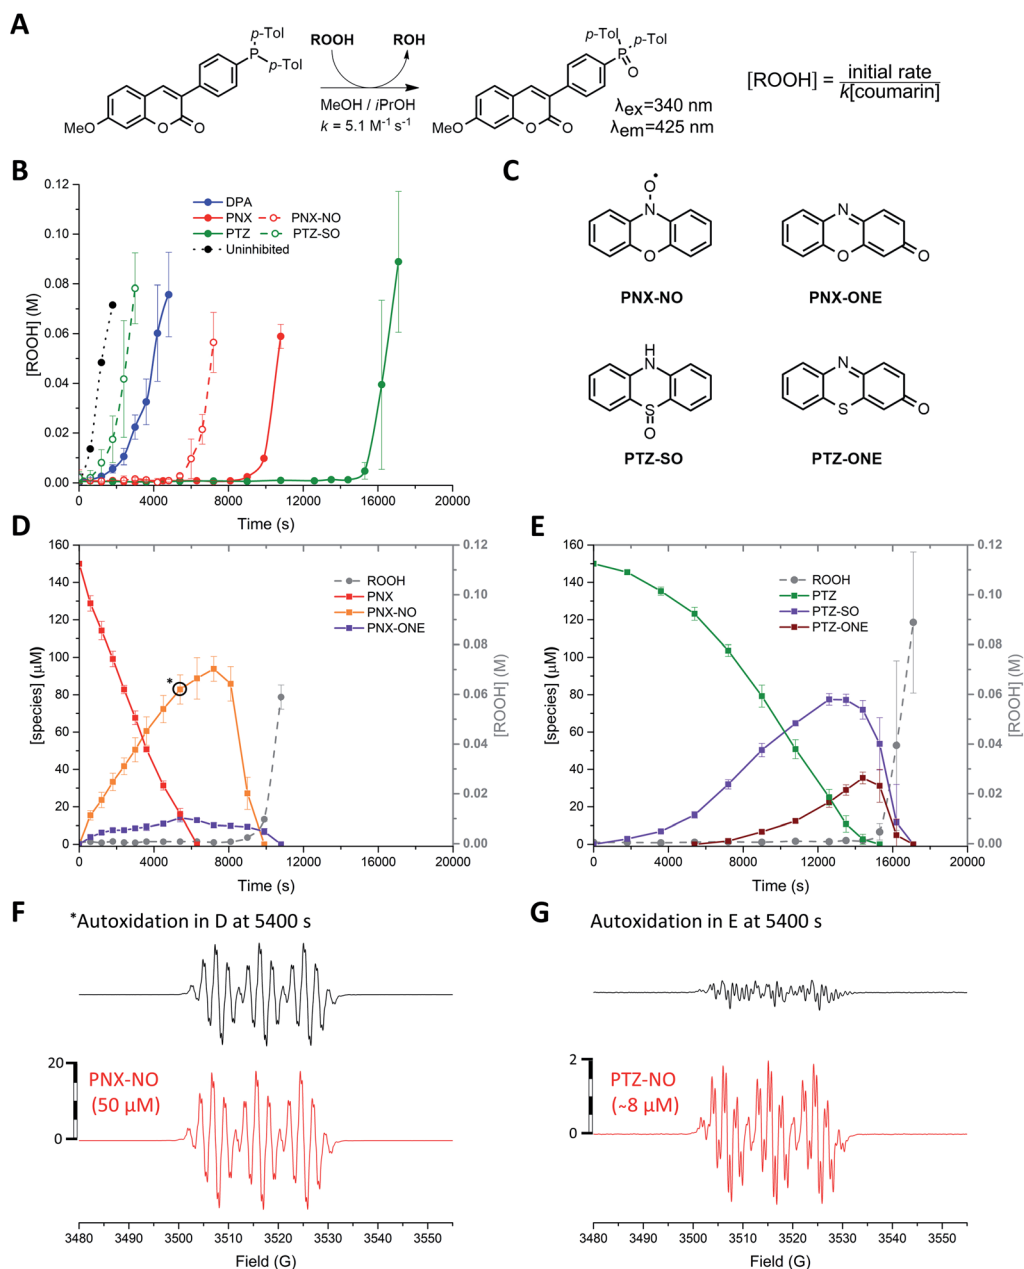 A
p-Tol
P
p-Tol
MeO
O
O
ROOH
ROH
MeOH / iPrOH
k = 5.1 M⁻¹ s⁻¹
p-Tol
p-Tol
P
O
MeO
O
O
λex=340 nm
λem=425 nm
[ROOH] = initial rate
k[coumarin]
B
[ROOH] (M)
0.12
0.10
0.08
0.06
0.04
0.02
0.00
DPA
PNX
PNX-NO
PTZ
PTZ-SO
Uninhibited
0 4000 8000 12000 16000 20000
Time (s)
C
O•
N
O
PNX-NO
N
O
O
PNX-ONE
H
N
S
O
PTZ-SO
N
S
O
PTZ-ONE
D
[species] (µM)
160
140
120
100
80
60
40
20
0
*
ROOH
PNX
PNX-NO
PNX-ONE
0.12
0.10
0.08
0.06
0.04
0.02
0.00
[ROOH] (M)
0 4000 8000 12000 16000 20000
Time (s)
E
[species] (µM)
160
140
120
100
80
60
40
20
0
ROOH
PTZ
PTZ-SO
PTZ-ONE
0.12
0.10
0.08
0.06
0.04
0.02
0.00
[ROOH] (M)
0 4000 8000 12000 16000 20000
Time (s)
F
*Autoxidation in D at 5400 s
20
0
PNX-NO
(50 µM)
3480 3490 3500 3510 3520 3530 3540 3550
Field (G)
G
Autoxidation in E at 5400 s
2
0
PTZ-NO
(~8 µM)
3480 3490 3500 3510 3520 3530 3540 3550
Field (G)